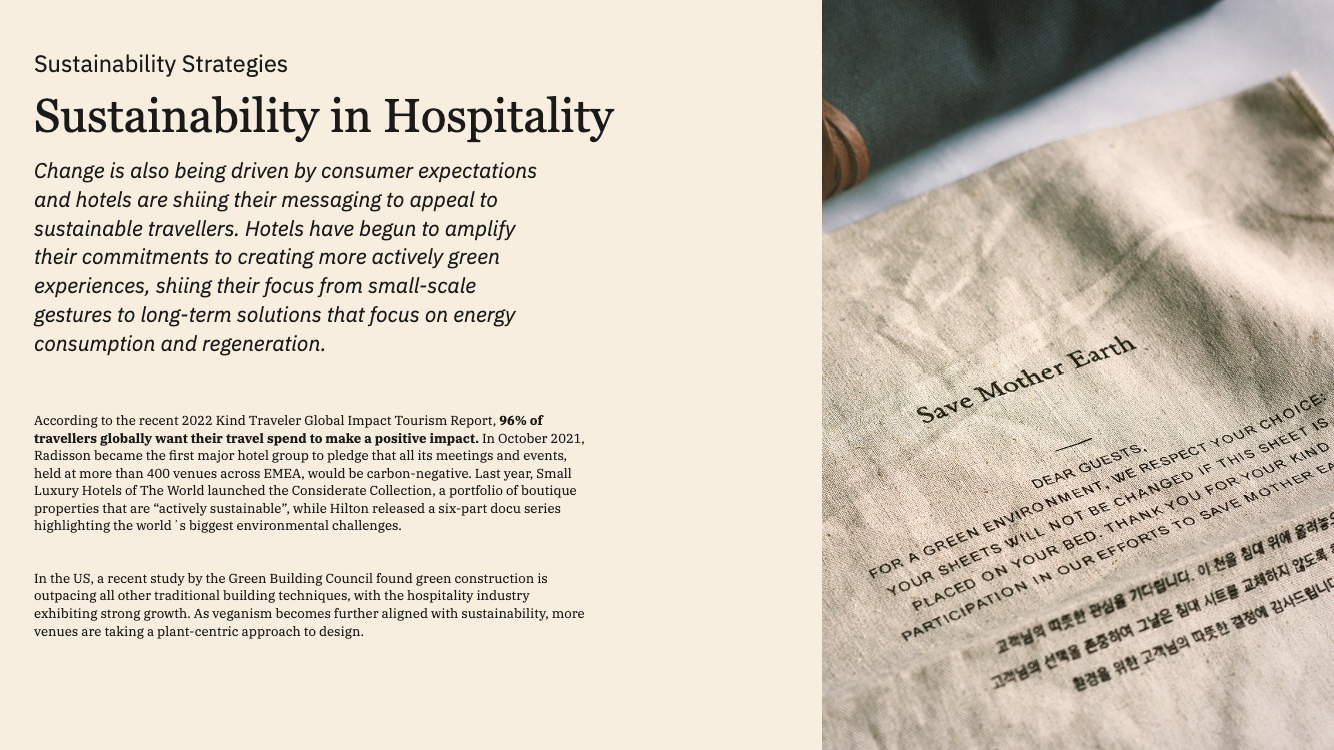 Sustainability Strategies
Sustainability in Hospitality
Change is also being driven by consumer expectations
and hotels are shiing their messaging to appeal to
sustainable travellers. Hotels have begun to amplify
their commitments to creating more actively green
experiences, shiing their focus from small-scale
gestures to long-term solutions that focus on energy
consumption and regeneration.
According to the recent 2022 Kind Traveler Global Impact Tourism Report, 96% of
travellers globally want their travel spend to make a positive impact. In October 2021,
Radisson became the first major hotel group to pledge that all its meetings and events,
held at more than 400 venues across EMEA, would be carbon-negative. Last year, Small
Luxury Hotels of The World launched the Considerate Collection, a portfolio of boutique
properties that are “actively sustainable”, while Hilton released a six-part docu series
highlighting the world ´s biggest environmental challenges.
In the US, a recent study by the Green Building Council found green construction is
outpacing all other traditional building techniques, with the hospitality industry
exhibiting strong growth. As veganism becomes further aligned with sustainability, more
venues are taking a plant-centric approach to design.
Save Mother Earth
DEAR GUESTS,
FOR A GREEN ENVIRONMENT, WE RESPECT YOUR CHOICE:
YOUR SHEETS WILL NOT BE CHANGED IF THIS SHEET IS
PLACED ON YOUR BED. THANK YOU FOR YOUR KIND
PARTICIPATION IN OUR EFFORTS TO SAVE MOTHER
고객님의 따뜻한 관심을 기다립니다. 이 천을 침대 위에
고객님의 선택을 존중하여 그날은 침대 시트를 교체하지 않도록
환경을 위한 고객님의 따뜻한 결정에 감사드립니다